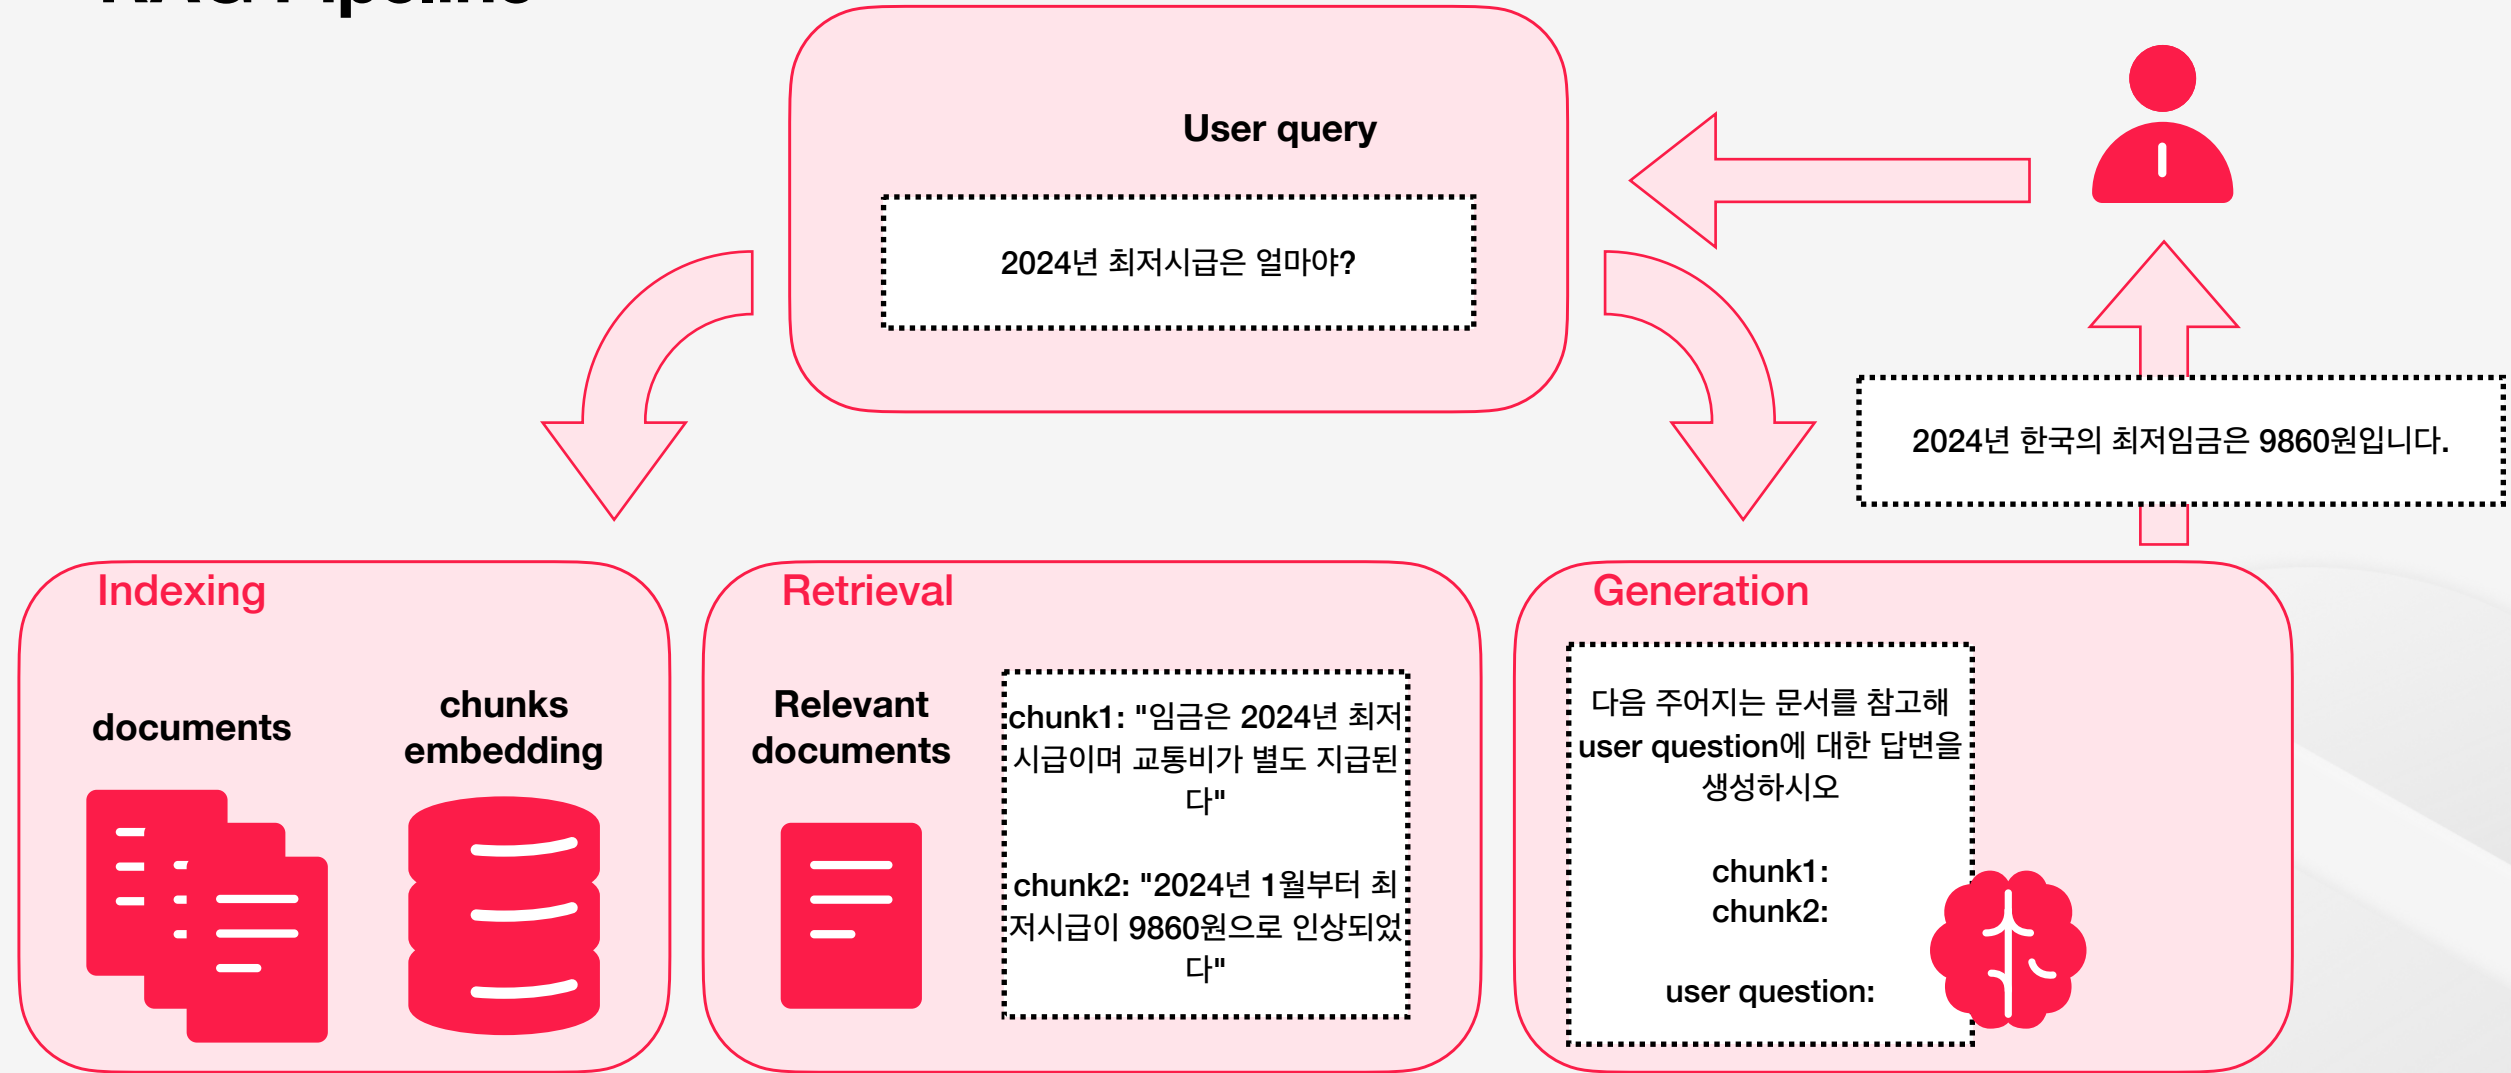 RAG Pipeline
User query
2024년 최저시급은 얼마야?
2024년 한국의 최저임금은 9860원입니다.
Indexing
documents
chunks
embedding
Retrieval
Relevant
documents
chunk1: "임금은 2024년 최저
시급이며 교통비가 별도 지급된
다"
chunk2: "2024년 1월부터 최
저시급이 9860원으로 인상되었
다"
Generation
다음 주어지는 문서를 참고해
user question에 대한 답변을
생성하시오
chunk1:
chunk2:
user question: